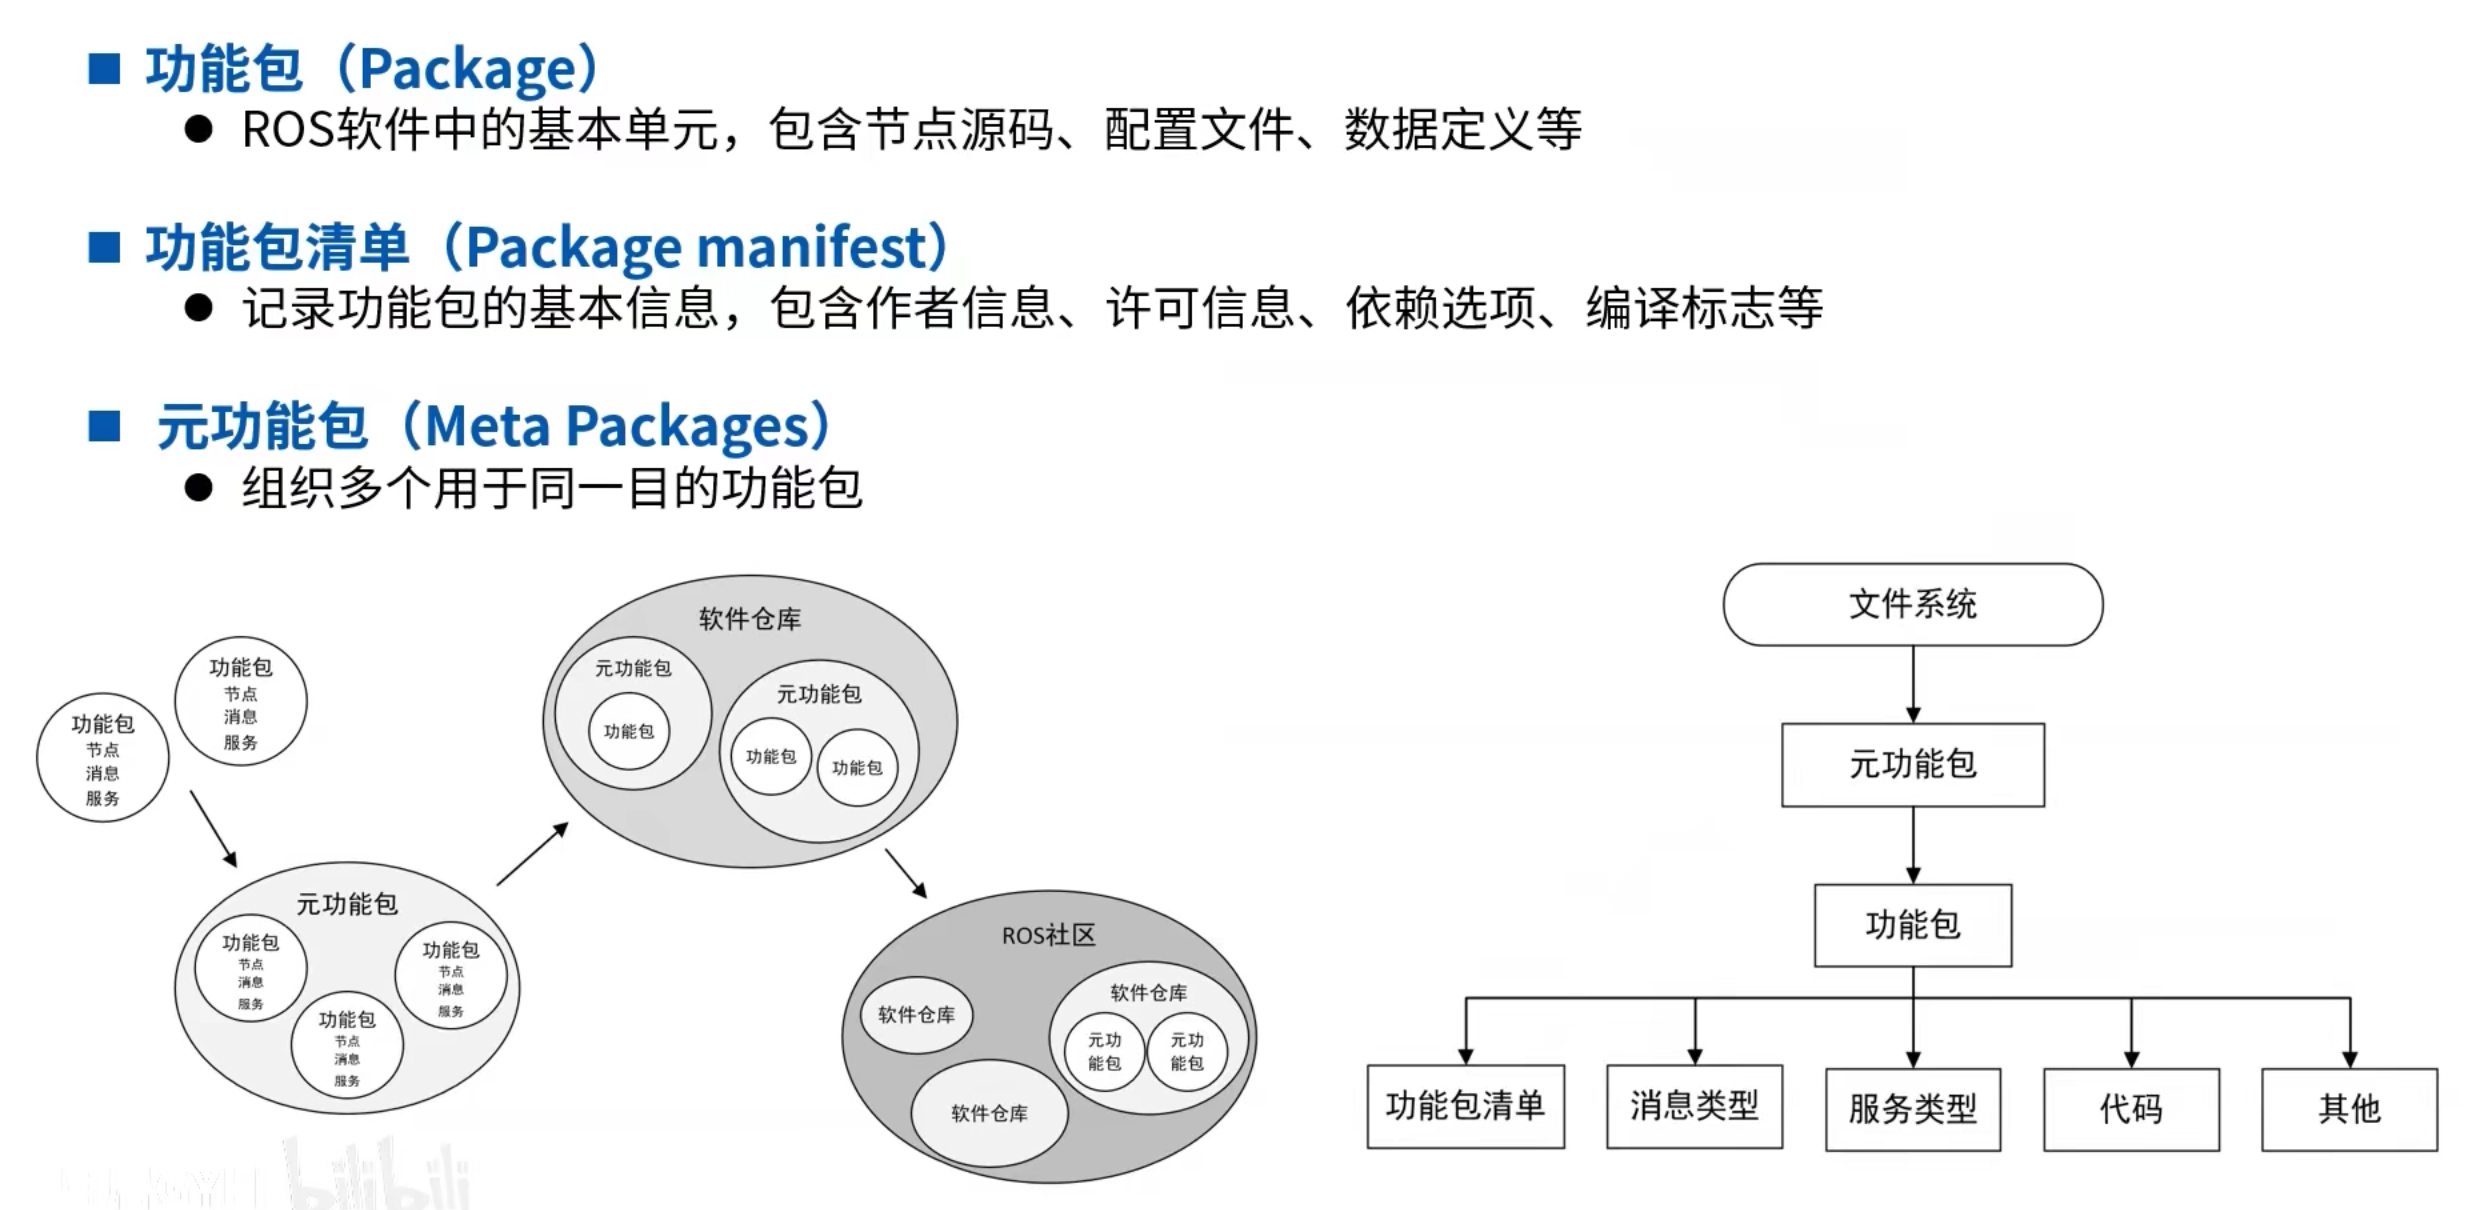 功能包（Package）
ROS软件中的基本单元，包含节点源码、配置文件、数据定义等
功能包清单（Package manifest）
记录功能包的基本信息，包含作者信息、许可信息、依赖选项、编译标志等
元功能包（Meta Packages）
组织多个用于同一目的功能包
功能包
节点
消息
服务
功能包
节点
消息
服务
元功能包
功能包
节点
消息
服务
功能包
节点
消息
服务
功能包
节点
消息
服务
软件仓库
元功能包
功能包
元功能包
功能包
功能包
ROS社区
软件仓库
软件仓库
元功
能包
元功
能包
软件仓库
文件系统
元功能包
功能包
功能包清单
消息类型
服务类型
代码
其他
bilibili